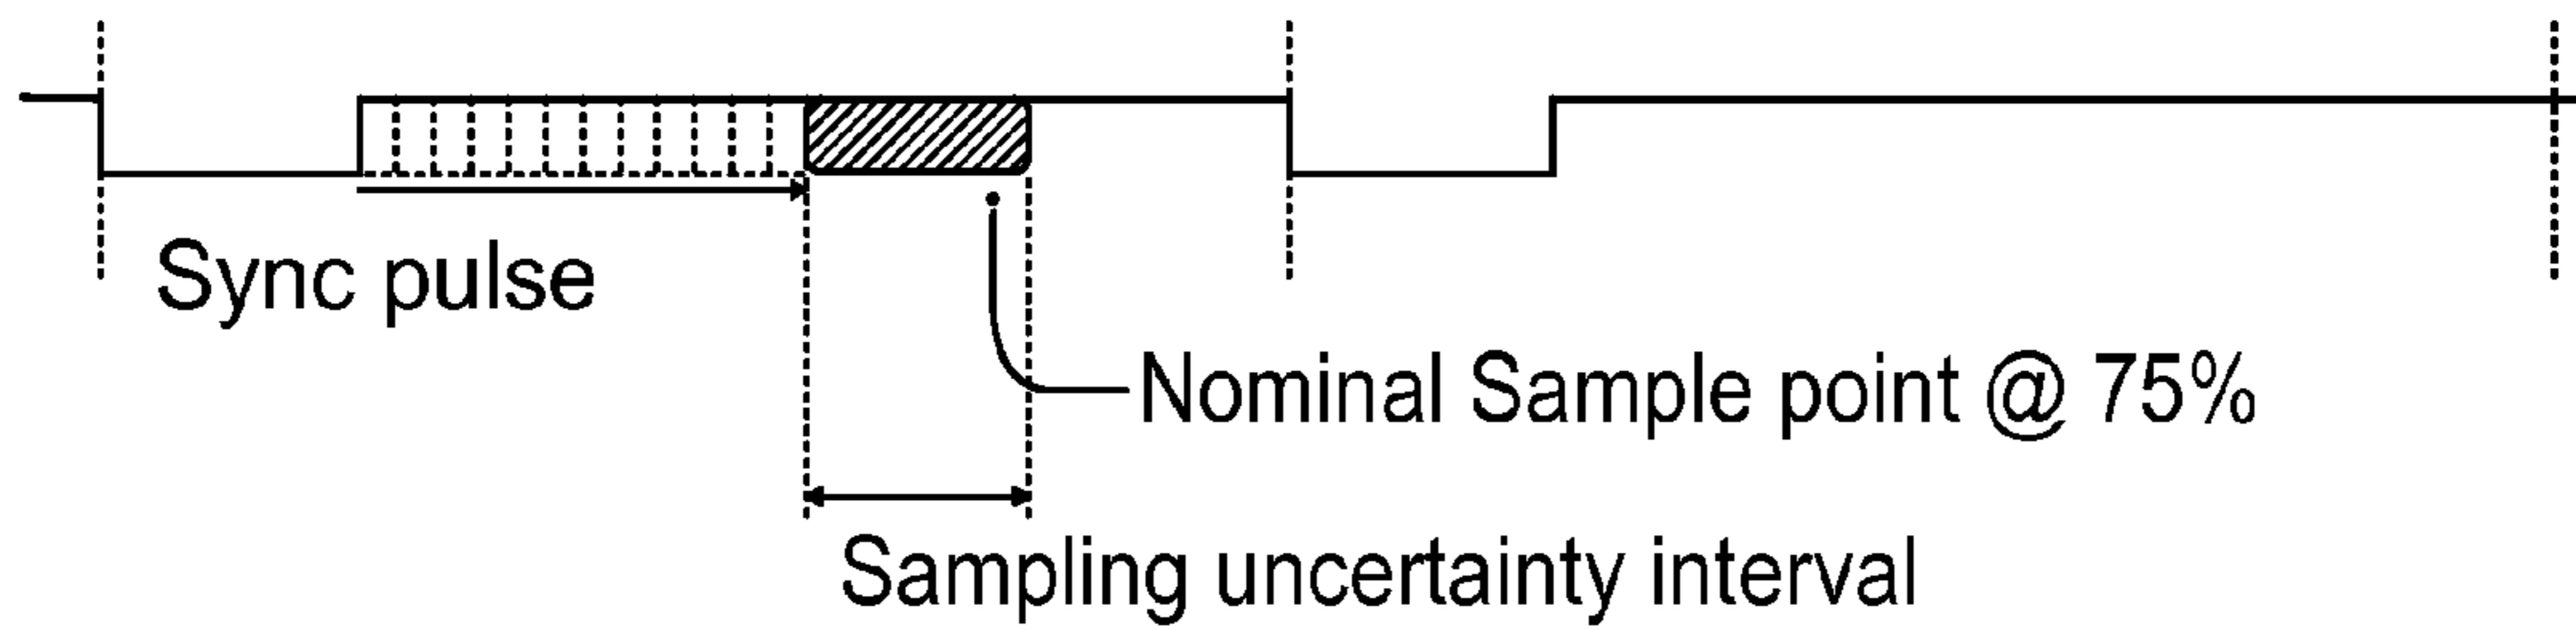 Sync pulse
Nominal Sample point @ 75%
Sampling uncertainty interval